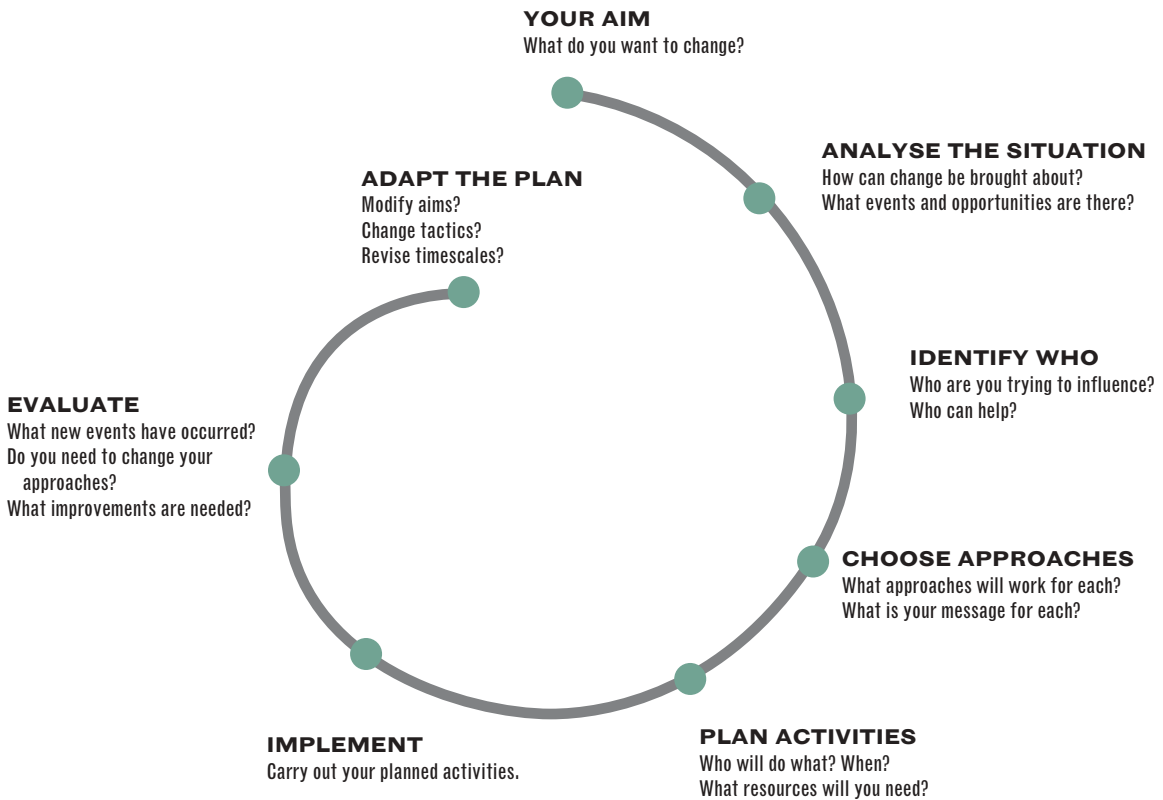 YOUR AIM
What do you want to change?
ANALYSE THE SITUATION
How can change be brought about?
What events and opportunities are there?
IDENTIFY WHO
Who are you trying to influence?
Who can help?
CHOOSE APPROACHES
What approaches will work for each?
What is your message for each?
PLAN ACTIVITIES
Who will do what? When?
What resources will you need?
IMPLEMENT
Carry out your planned activities.
EVALUATE
What new events have occurred?
Do you need to change your
approaches?
What improvements are needed?
ADAPT THE PLAN
Modify aims?
Change tactics?
Revise timescales?